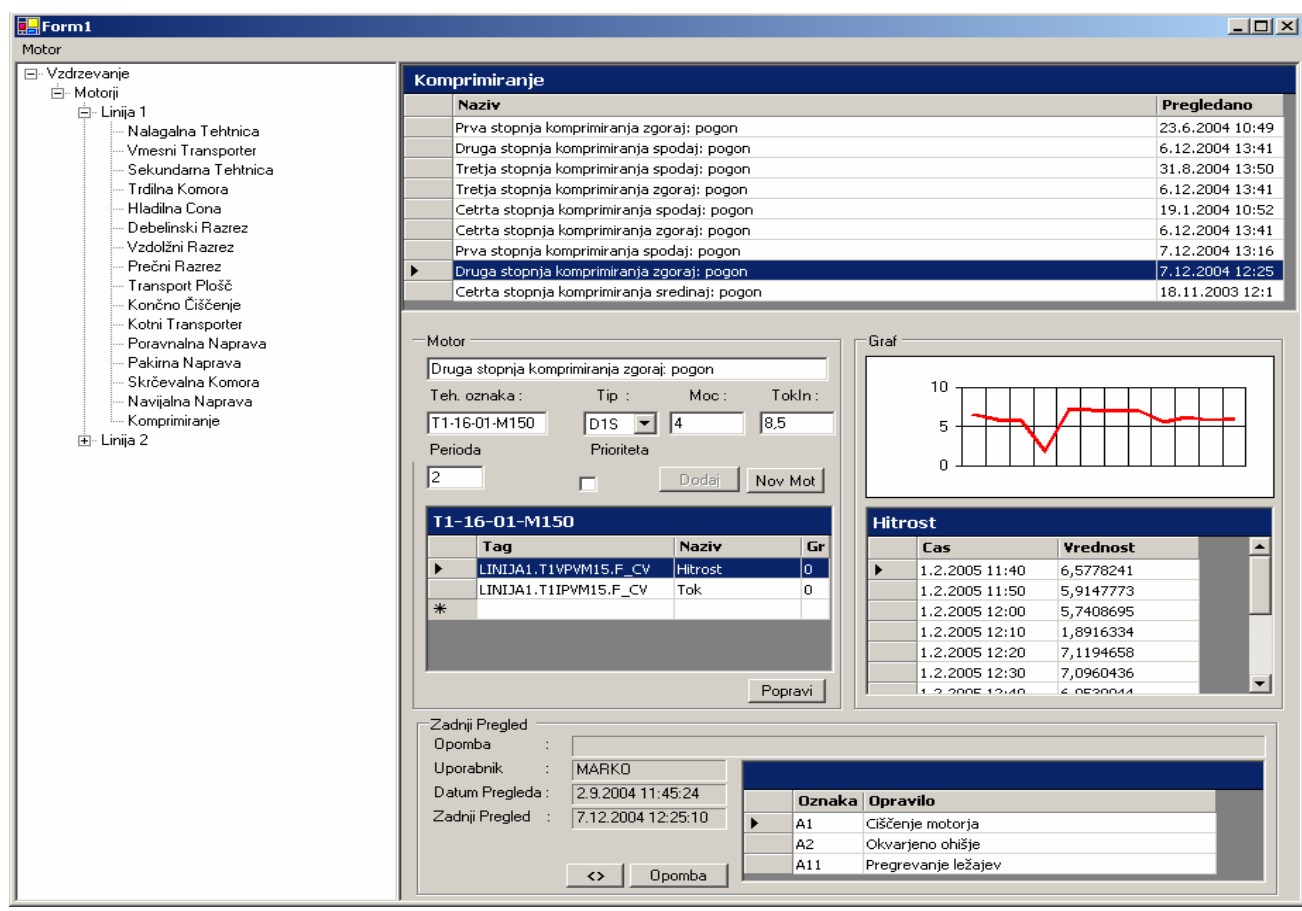 Form1
Motor
Vzdrzevanje
Motorji
Linija 1
Nalagalna Tehtnica
Vmesni Transporter
Sekundarna Tehtnica
Trdilna Komora
Hladilna Cona
Debelinski Razrez
Vzdolžni Razrez
Prečni Razrez
Transport Plošč
Končno Čiščenje
Kotni Transporter
Poravnalna Naprava
Pakirna Naprava
Skrčevalna Komora
Navijalna Naprava
Komprimiranje
Linija 2
Komprimiranje
Naziv Pregledano
Prva stopnja komprimiranja zgoraj: pogon 23.6.2004 10:49
Druga stopnja komprimiranja spodaj: pogon 6.12.2004 13:41
Tretja stopnja komprimiranja spodaj: pogon 31.8.2004 13:50
Tretja stopnja komprimiranja zgoraj: pogon 6.12.2004 13:41
Cetrta stopnja komprimiranja spodaj: pogon 19.1.2004 10:52
Cetrta stopnja komprimiranja zgoraj: pogon 6.12.2004 13:41
Prva stopnja komprimiranja spodaj: pogon 7.12.2004 13:16
Druga stopnja komprimiranja zgoraj: pogon 7.12.2004 12:25
Cetrta stopnja komprimiranja sredinaj: pogon 18.11.2003 12:1
Motor
Druga stopnja komprimiranja zgoraj: pogon
Teh. oznaka : Tip : Moc : TokIn :
T1-16-01-M150 D1S 4 8,5
Perioda Prioriteta
2 Dodaj Nov Mot
T1-16-01-M150
Tag Naziv Gr
LINIJA1.T1VPVM15.F_CV Hitrost 0
LINIJA1.T1IPVM15.F_CV Tok 0
*
Popravi
Graf
10
5
0
Hitrost
Cas Vrednost
1.2.2005 11:40 6,5778241
1.2.2005 11:50 5,9147773
1.2.2005 12:00 5,7408695
1.2.2005 12:10 1,8916334
1.2.2005 12:20 7,1194658
1.2.2005 12:30 7,0960436
1.2.2005 12:40
Zadnji Pregled
Opomba :
Uporabnik : MARKO
Datum Pregleda : 2.9.2004 11:45:24
Zadnji Pregled : 7.12.2004 12:25:10
<> Opomba
Oznaka Opravilo
A1 Ciščenje motorja
A2 Okvarjeno ohišje
A11 Pregrevanje ležajev